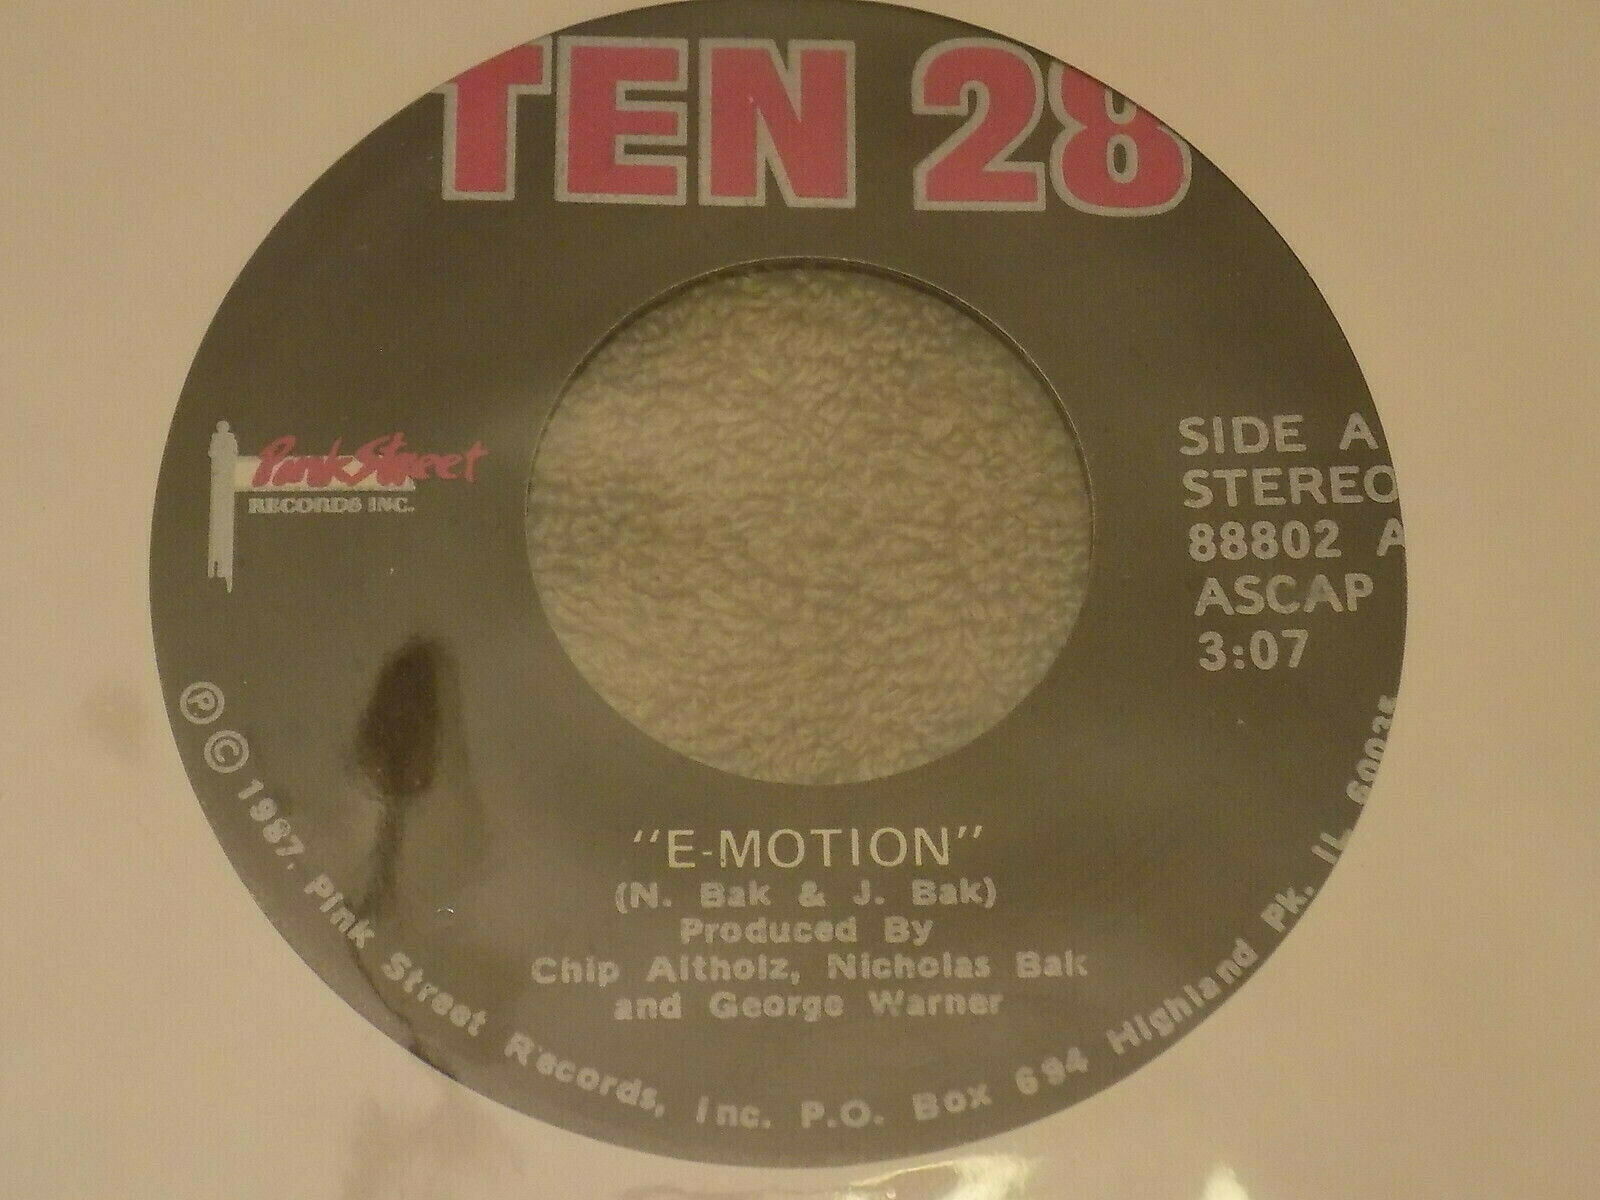 TEN 28
Pink Street
RECORDS INC.
SIDE A
STEREO
88802 A
ASCAP
3:07
"E-MOTION"
(N. Bak & J. Bak)
Produced By
Chip Altholz, Nicholas Bak
and George Warner
Ⓟ © 1987. Pink Street Records, Inc. P.O. Box 694 Highland Pk. IL 60035